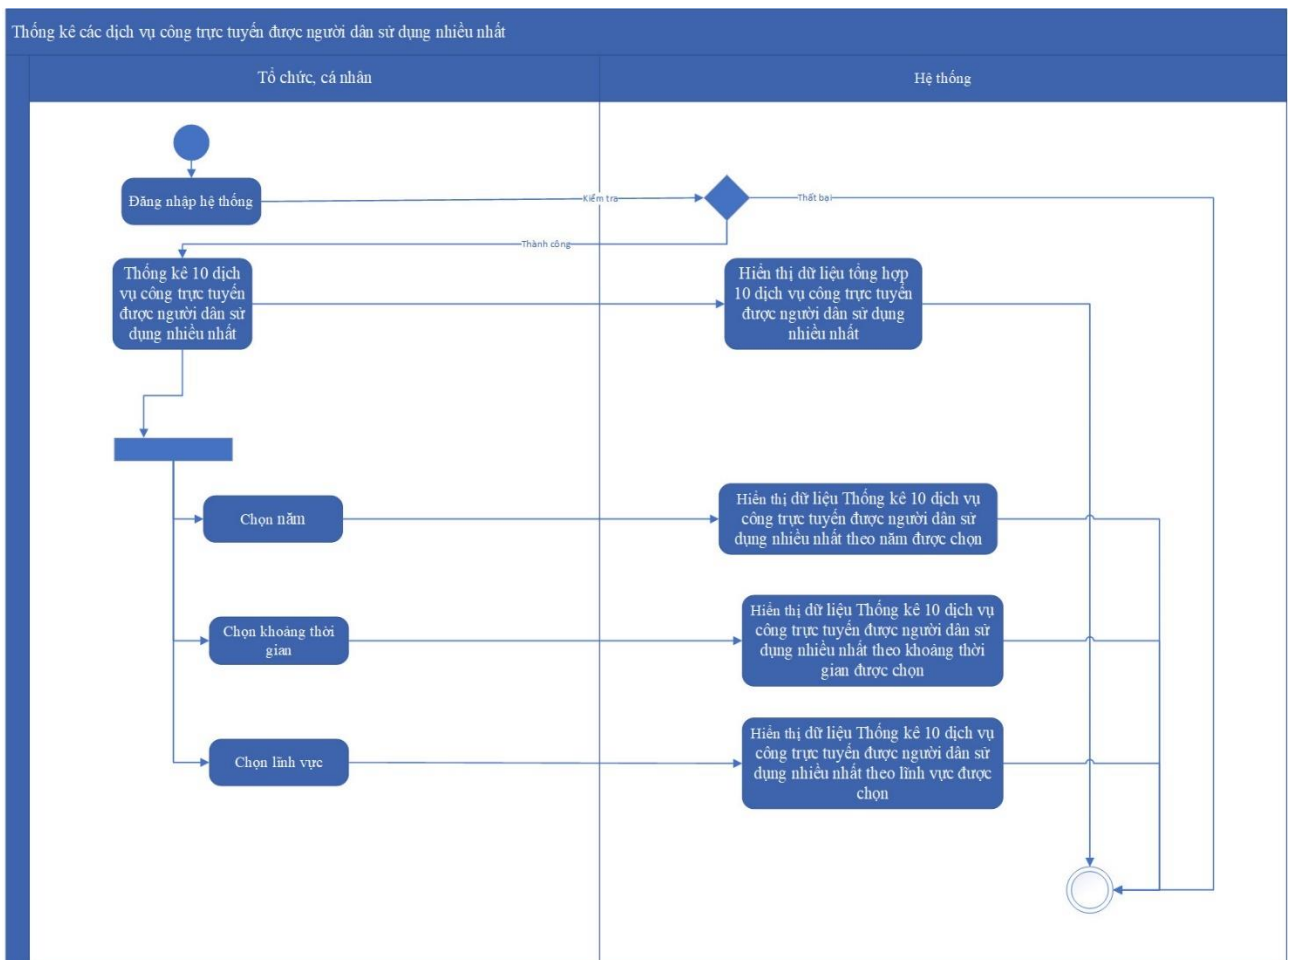 Thống kê các dịch vụ công trực tuyến được người dân sử dụng nhiều nhất
Tổ chức, cá nhân
Hệ thống
Đăng nhập hệ thống
Kiểm tra
Thất bại
Thành công
Thống kê 10 dịch
vụ công trực tuyến
được người dân sử
dụng nhiều nhất
Hiển thị dữ liệu tổng hợp
10 dịch vụ công trực tuyến
được người dân sử dụng
nhiều nhất
Chọn năm
Hiển thị dữ liệu Thống kê 10 dịch vụ
công trực tuyến được người dân sử
dụng nhiều nhất theo năm được chọn
Chọn khoảng thời
gian
Hiển thị dữ liệu Thống kê 10 dịch vụ
công trực tuyến được người dân sử
dụng nhiều nhất theo khoảng thời
gian được chọn
Chọn lĩnh vực
Hiển thị dữ liệu Thống kê 10 dịch vụ
công trực tuyến được người dân sử
dụng nhiều nhất theo lĩnh vực được
chọn